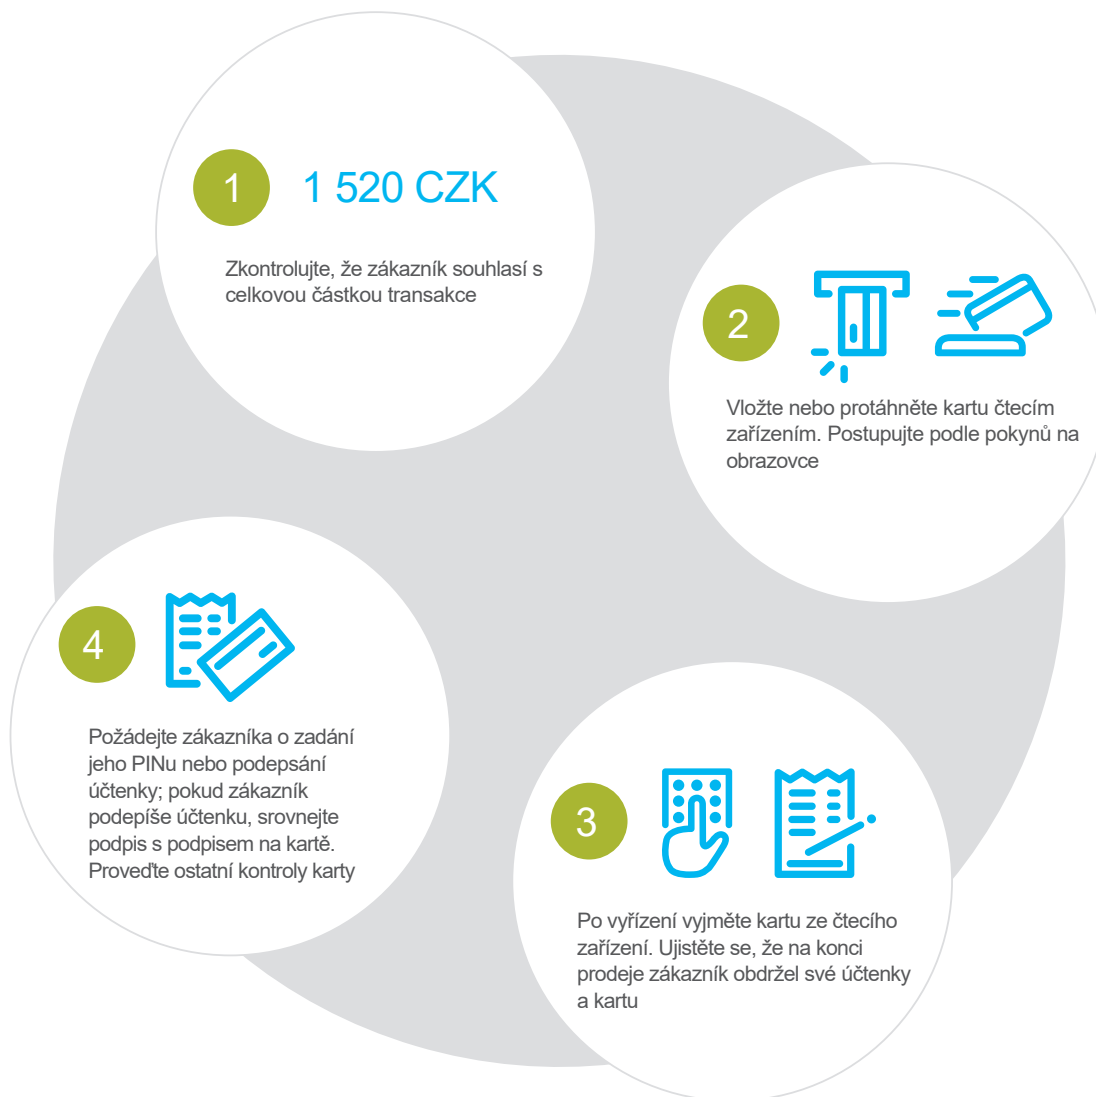 1
1 520 CZK
Zkontrolujte, že zákazník souhlasí s
celkovou částkou transakce
2
Vložte nebo protáhněte kartu čtecím
zařízením. Postupujte podle pokynů na
obrazovce
3
Po vyřízení vyjměte kartu ze čtecího
zařízení. Ujistěte se, že na konci
prodeje zákazník obdržel své účtenky
a kartu
4
Požádejte zákazníka o zadání
jeho PINu nebo podepsání
účtenky; pokud zákazník
podepíše účtenku, srovnejte
podpis s podpisem na kartě.
Proveďte ostatní kontroly karty